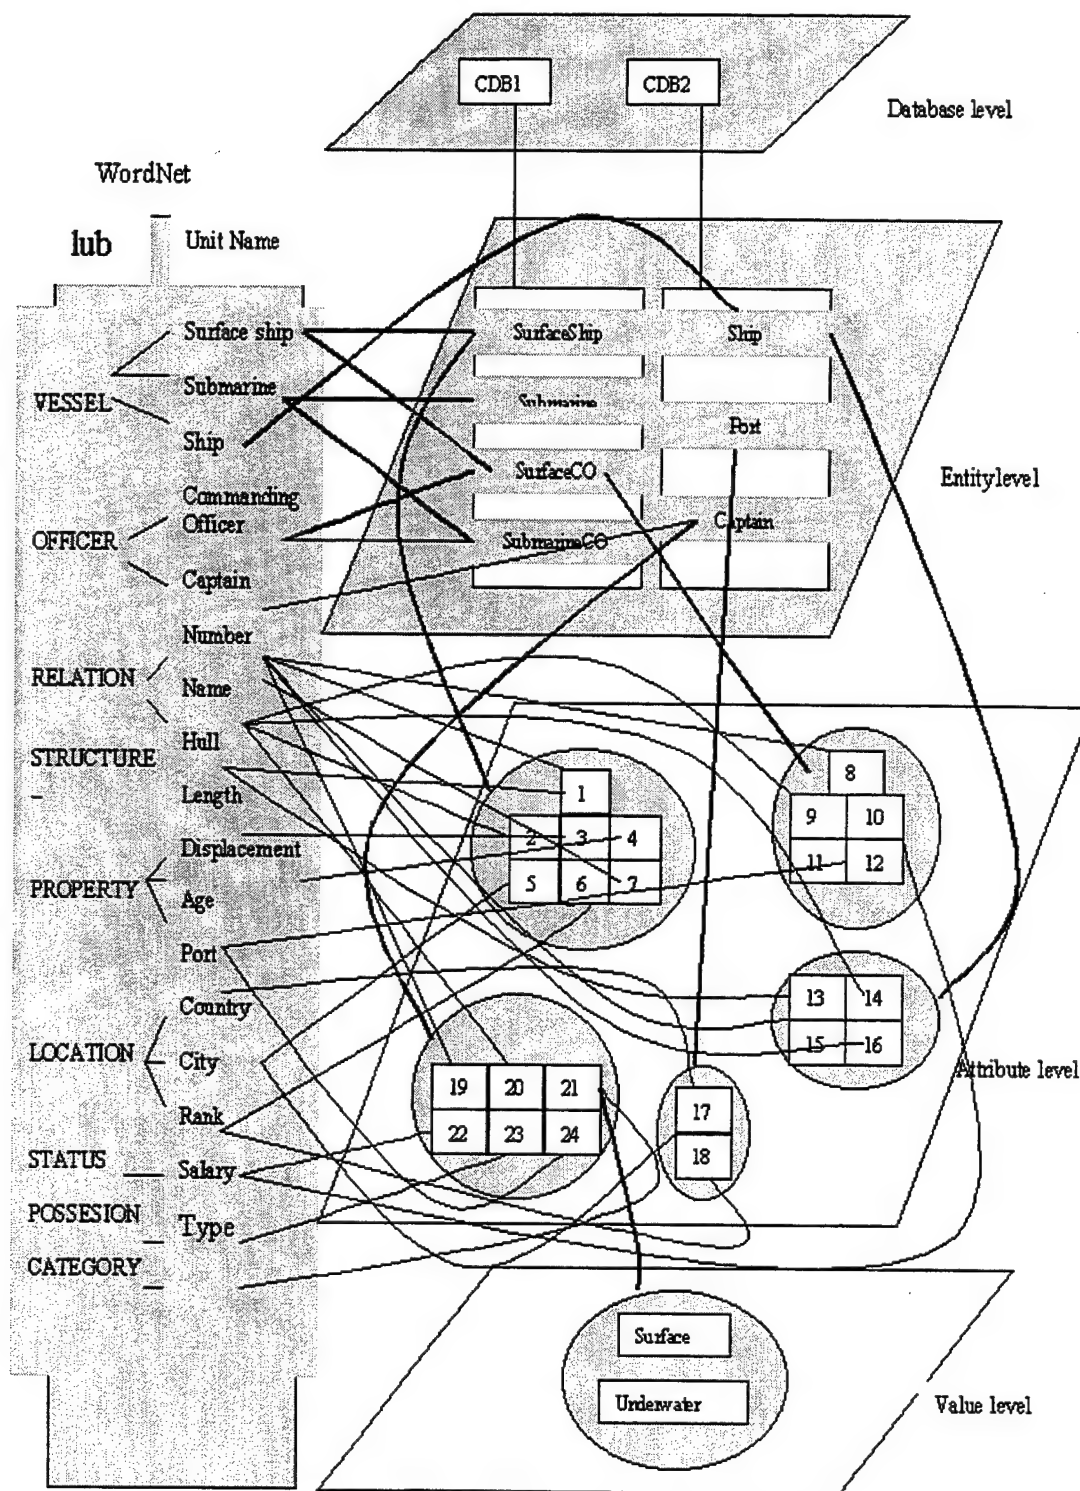 CDB1
CDB2
Database level
WordNet
lub
Unit Name
Surface ship
Submarine
VESSEL
Ship
Commanding
Officer
OFFICER
Captain
Number
RELATION
Name
Hull
STRUCTURE
Length
Displacement
PROPERTY
Age
Port
Country
LOCATION
City
Rank
STATUS
Salary
POSSESION
Type
CATEGORY
SurfaceShip
Submarine
SurfaceCO
SubmarineCO
Ship
Port
Captain
Entitylevel
1
2 3 4
5 6 7
8
9 10
11 12
13 14
15 16
17
18
19 20 21
22 23 24
Attribute level
Surface
Underwater
Value level